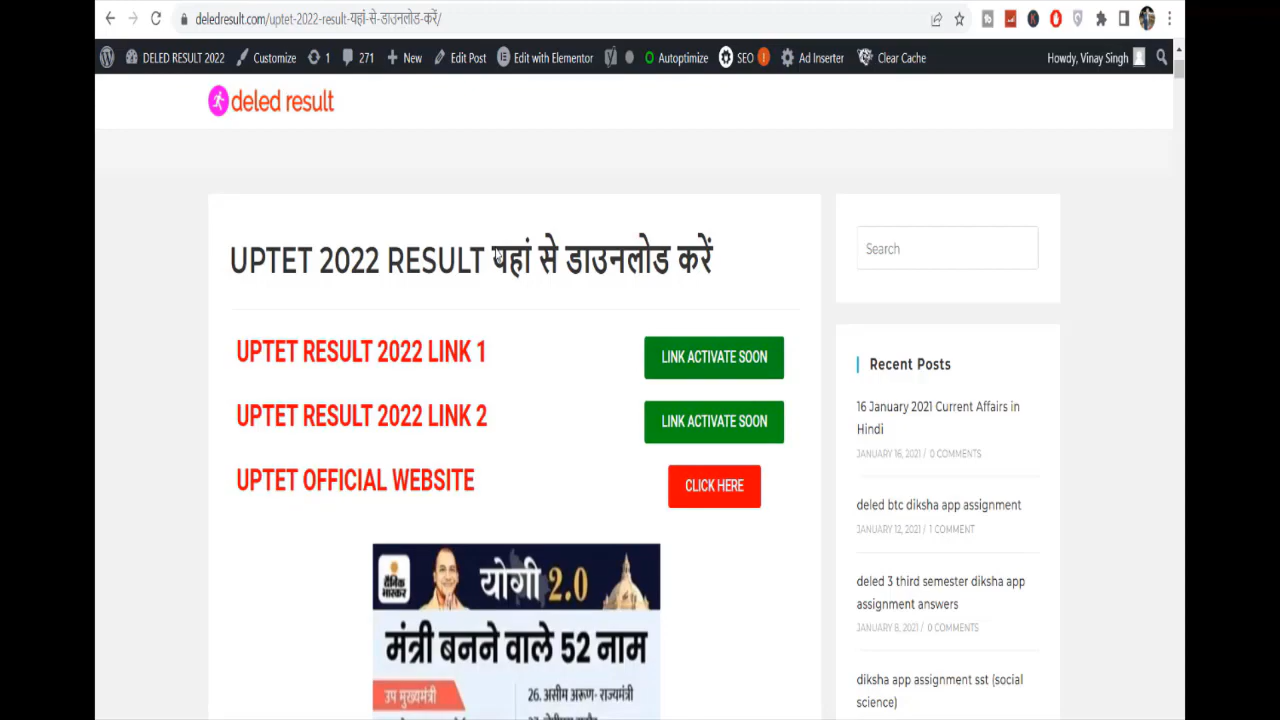 deledresult.com/uptet-2022-result-यहां-से-डाउनलोड-करें/
DELED RESULT 2022 Customize 1 271 New Edit Post Edit with Elementor Autoptimize SEO ! Ad Inserter Clear Cache Howdy, Vinay Singh
deled result
UPTET 2022 RESULT यहां से डाउनलोड करें
UPTET RESULT 2022 LINK 1 LINK ACTIVATE SOON
UPTET RESULT 2022 LINK 2 LINK ACTIVATE SOON
UPTET OFFICIAL WEBSITE CLICK HERE
दैनिक
भास्कर
योगी 2.0
मंत्री बनने वाले 52 नाम
उप मुख्यमंत्री
26. असीम अरूण- राज्यमंत्री
Search
Recent Posts
16 January 2021 Current Affairs in
Hindi
JANUARY 16, 2021 / 0 COMMENTS
deled btc diksha app assignment
JANUARY 12, 2021 / 1 COMMENT
deled 3 third semester diksha app
assignment answers
JANUARY 8, 2021 / 0 COMMENTS
diksha app assignment sst (social
science)